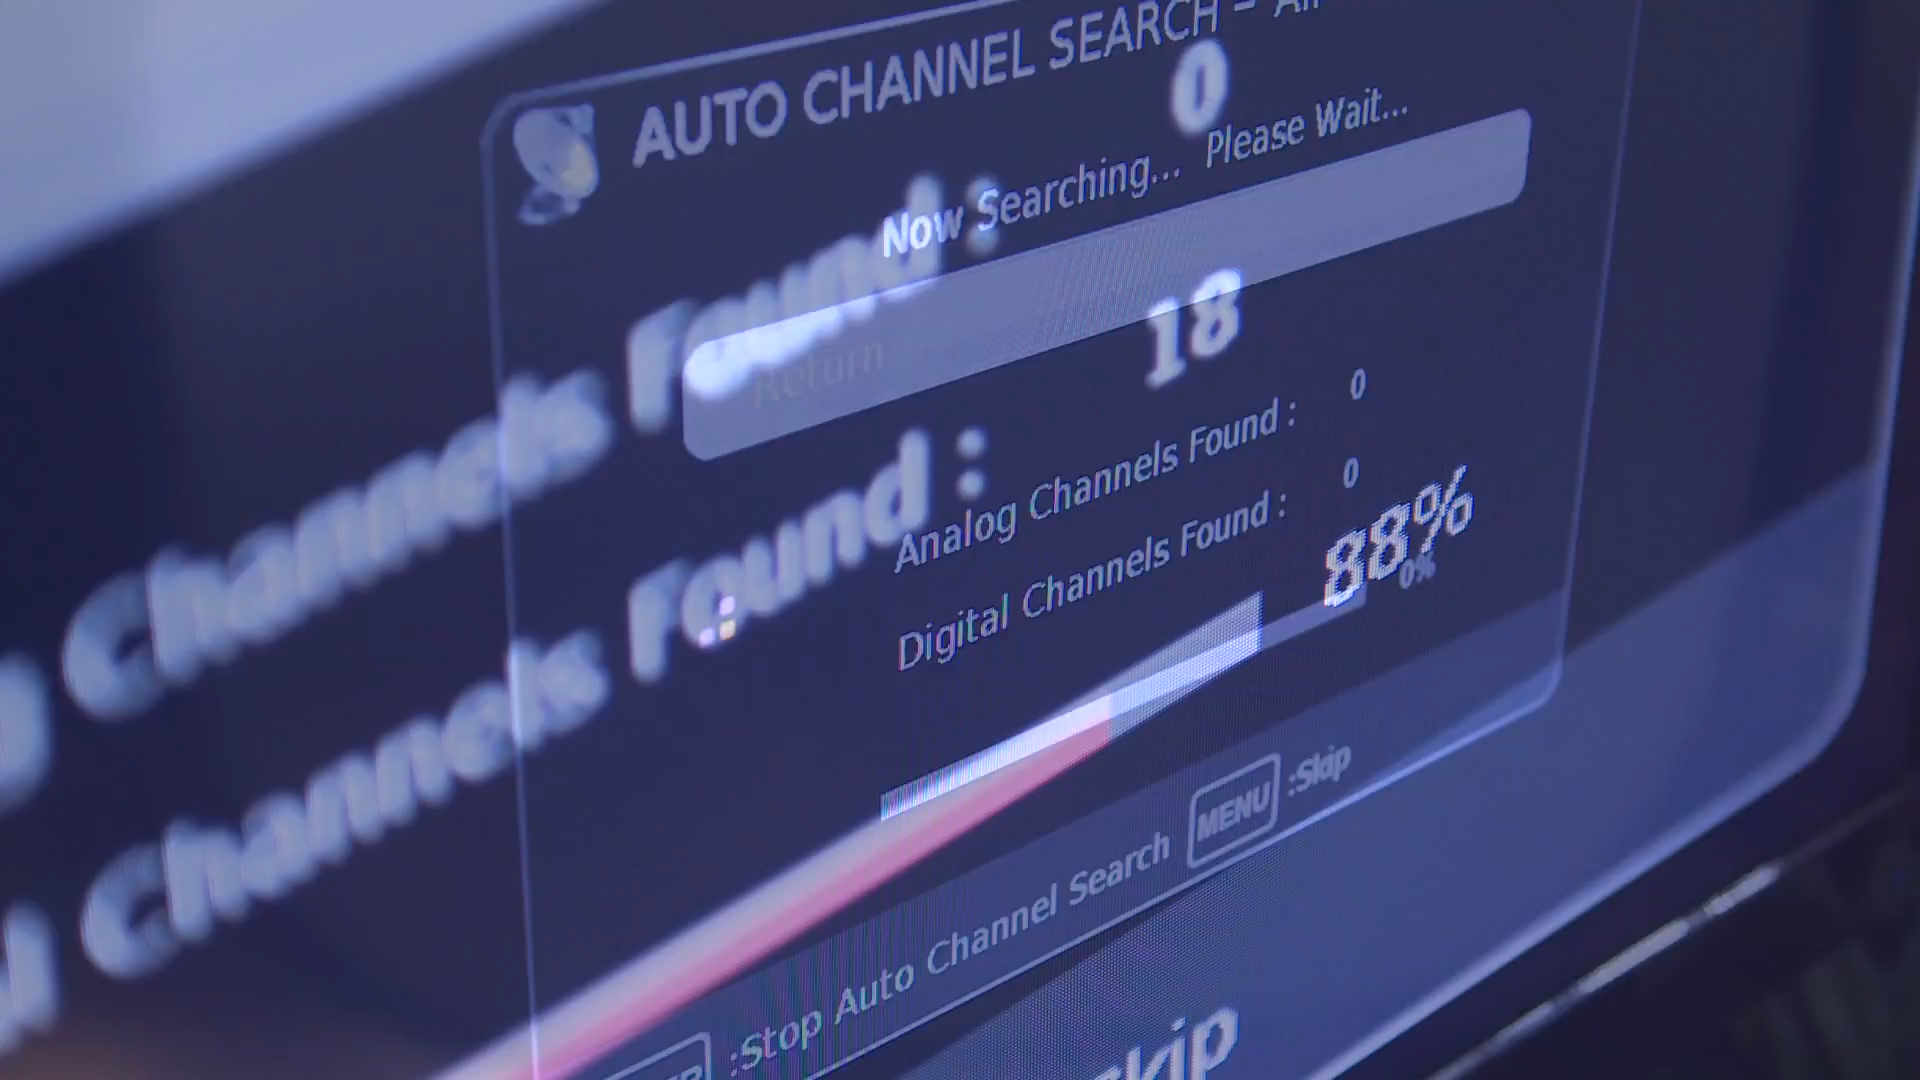 AUTO CHANNEL SEARCH -
0
Now Searching... Please Wait...
Return
Channels Found :
18
Channels Found :
Analog Channels Found : 0
Digital Channels Found : 0
88%
0%
:Stop Auto Channel Search MENU :Skip
skip